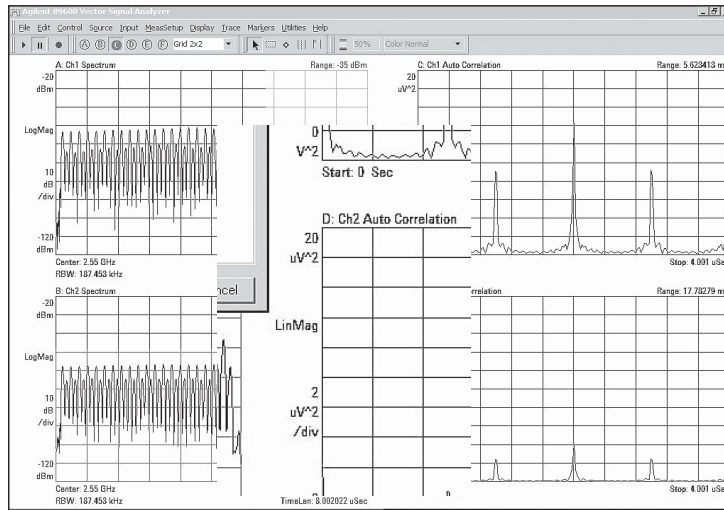 Agilent 89600 Vector Signal Analyzer
File Edit Control Source Input MeasSetup Display Trace Markers Utilities Help
A B C D E F Grid 2x2 50% Color Normal
A: Ch1 Spectrum Range: -35 dBm
-20
dBm
LogMag
10
dB
/div
-120
dBm
Center: 2.55 GHz
RBW: 187.453 kHz
C: Ch1 Auto Correlation Range: 5.623413 m
20
uV^2
0
V^2
Start: 0 Sec
Stop: 4.001 uSe
ncel
B: Ch2 Spectrum
-20
dBm
LogMag
10
dB
/div
-120
dBm
Center: 2.55 GHz
RBW: 187.453 kHz
TimeLen: 8.002022 uSec
D: Ch2 Auto Correlation
20
uV^2
LinMag
2
uV^2
/div
0
rrelation Range: 17.78279 m
Stop: 4.001 uSe